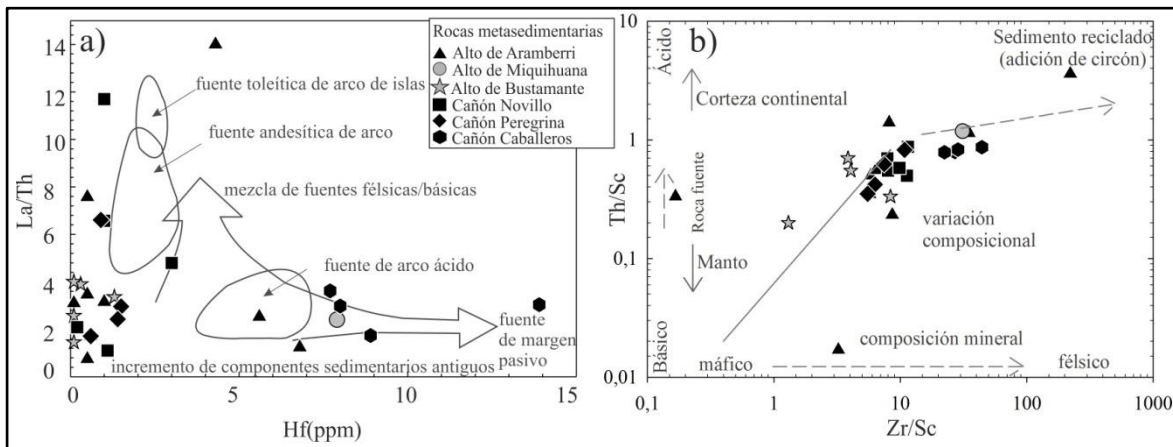 a)
14
12
10
8
6
4
2
0
La/Th
0
5
10
15
Hf(ppm)
fuente toleítica de arco de islas
fuente andesítica de arco
mezcla de fuentes félsicas/básicas
fuente de arco ácido
fuente
de margen
pasivo
incremento de componentes sedimentarios antiguos
Rocas metasedimentarias
Alto de Aramberri
Alto de Miquihuana
Alto de Bustamante
Cañón Novillo
Cañón Peregrina
Cañón Caballeros
b)
10
1
0,1
0,01
Th/Sc
0,1
1
10
100
1000
Zr/Sc
Ácido
Corteza continental
Roca fuente
Manto
Básico
Sedimento reciclado
(adición de circón)
variación
composicional
composición mineral
máfico
félsico